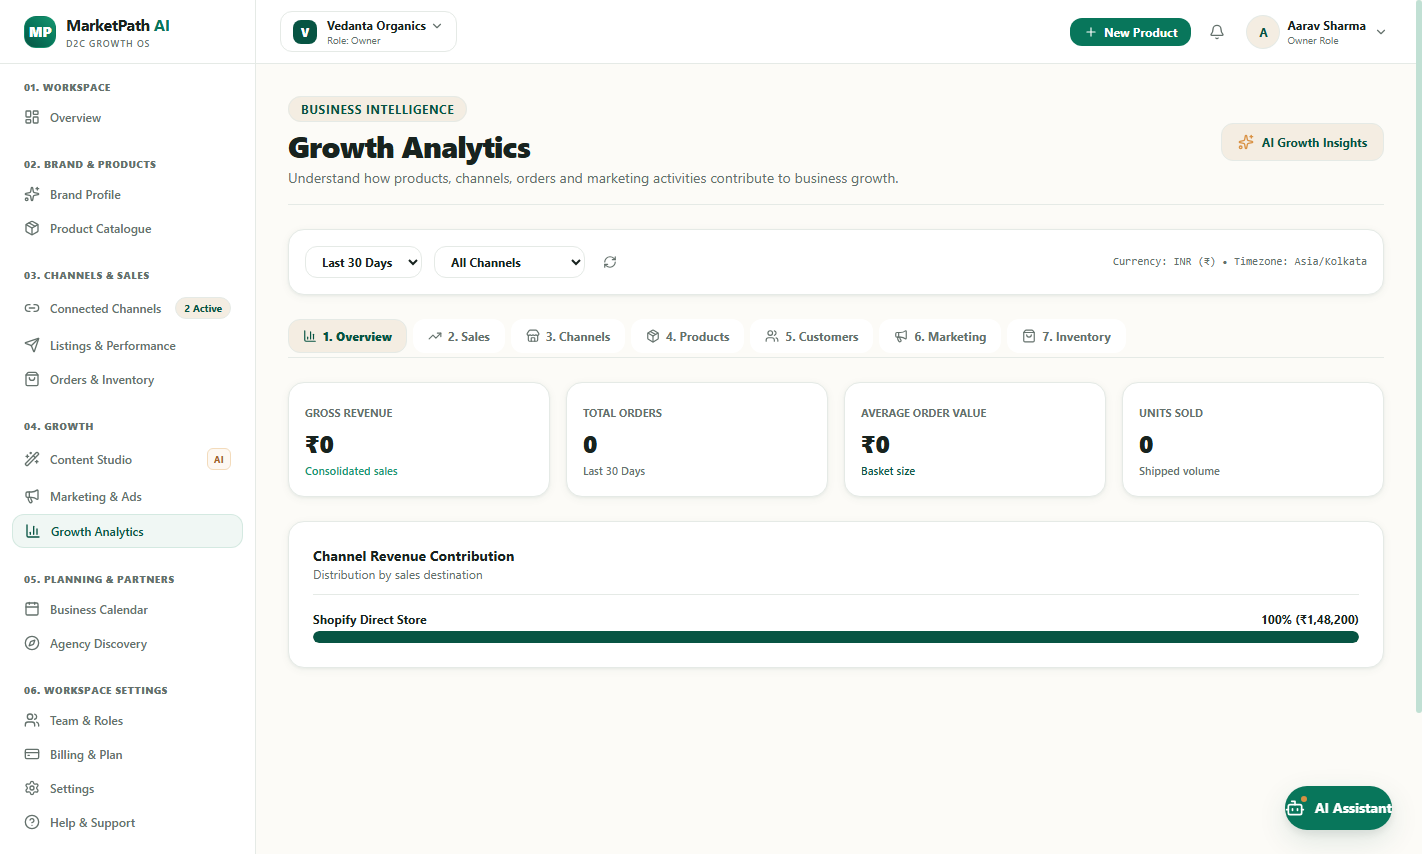 MP
MarketPath AI
D2C GROWTH OS
V
Vedanta Organics
Role: Owner
New Product
A
Aarav Sharma
Owner Role
01. WORKSPACE
Overview
02. BRAND & PRODUCTS
Brand Profile
Product Catalogue
03. CHANNELS & SALES
Connected Channels
2 Active
Listings & Performance
Orders & Inventory
04. GROWTH
Content Studio
AI
Marketing & Ads
Growth Analytics
05. PLANNING & PARTNERS
Business Calendar
Agency Discovery
06. WORKSPACE SETTINGS
Team & Roles
Billing & Plan
Settings
Help & Support
BUSINESS INTELLIGENCE
Growth Analytics
Understand how products, channels, orders and marketing activities contribute to business growth.
AI Growth Insights
Last 30 Days
All Channels
Currency: INR (₹) • Timezone: Asia/Kolkata
1. Overview
2. Sales
3. Channels
4. Products
5. Customers
6. Marketing
7. Inventory
GROSS REVENUE
₹0
Consolidated sales
TOTAL ORDERS
0
Last 30 Days
AVERAGE ORDER VALUE
₹0
Basket size
UNITS SOLD
0
Shipped volume
Channel Revenue Contribution
Distribution by sales destination
Shopify Direct Store
100% (₹1,48,200)
AI Assistant